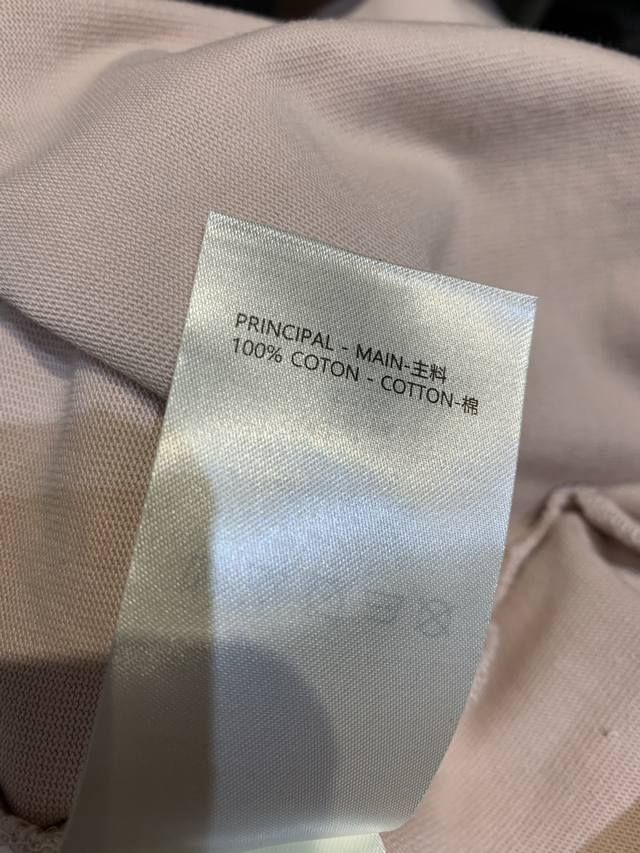 PRINCIPAL - MAIN-主料
100% COTON - COTTON-棉